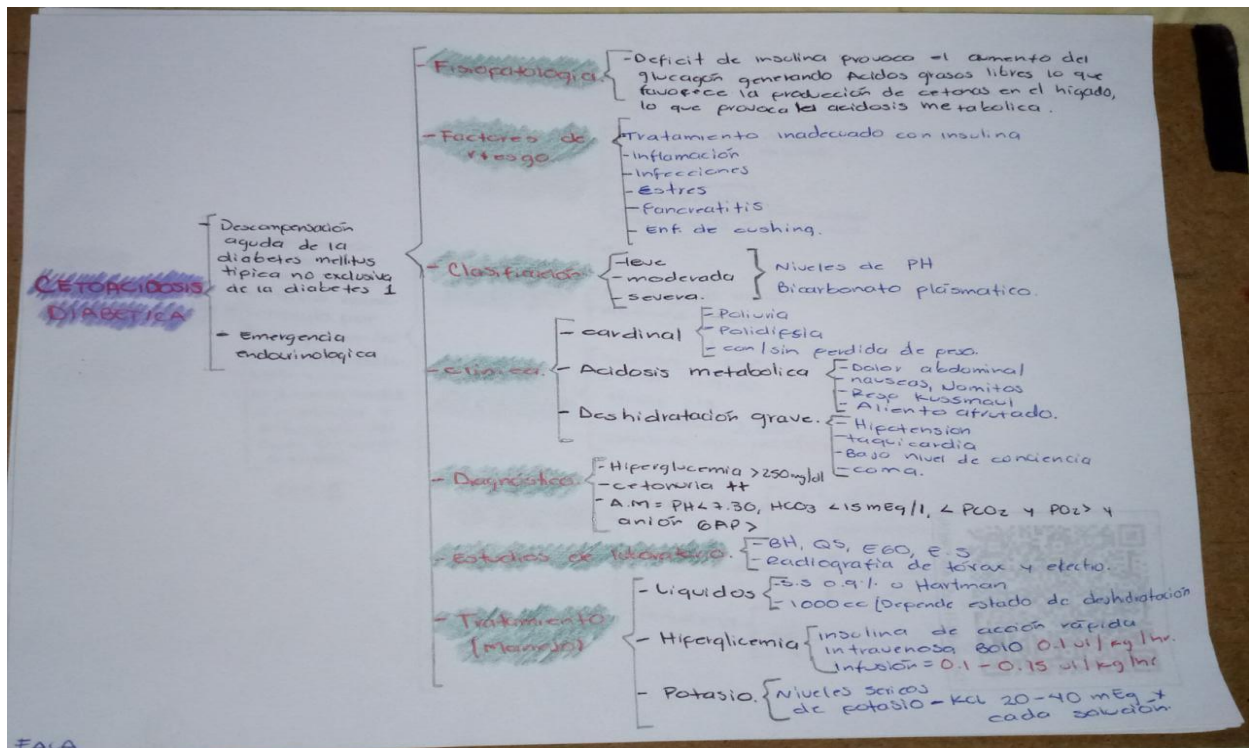 CETOACIDOSIS
DIABETICA
- Descompensación
aguda de la
diabetes mellitus
típica no exclusiva
de la diabetes 1
- Emergencia
endocrinologica
- Fisiopatología
- Deficit de insulina provoca el aumento del
glucagón generando Acidos grasos libres lo que
favorece la producción de cetonas en el hígado,
lo que provoca la acidosis metabolica.
- Factores de
riesgo
- Tratamiento inadecuado con insulina
- Inflamación
- Infecciones
- Estres
- Pancreatitis
- Enf. de cushing.
- Clasificación
- leve
- moderada
- severa.
Niveles de PH
Bicarbonato plásmatico.
- Clínica.
- cardinal
- Poliuria
- Polidipsia
- con/sin perdida de peso.
- Acidosis metabolica
- Dolor abdominal
- nauseas, Vomitos
- Resp Kussmaul
- Aliento afrutado.
- Deshidratación grave.
- Hipotension
- taquicardia
- Bajo nivel de conciencia
- coma.
- Diagnóstico.
- Hiperglucemia >250mg/dl
- cetonuria ++
- A.M = PH<7.30, HCO3 <15mEq/l, < PCO2 y PO2> y
anión GAP>
- Estudios de laboratorio.
- BH, QS, EGO, E.S
- Radiografía de torax y electro.
- Tratamiento
(Manejo)
- Liquidos
- S.S 0.9% o Hartman
- 1000cc (Depende estado de deshidratación
- Hiperglicemia
insulina de acción rápida
intravenosa Bolo 0.1 ui/kg/hr.
infusión = 0.1 - 0.15 ui/kg/hr
- Potasio.
Niveles sericos
de potasio - KCL 20-40 mEq x
cada solución.